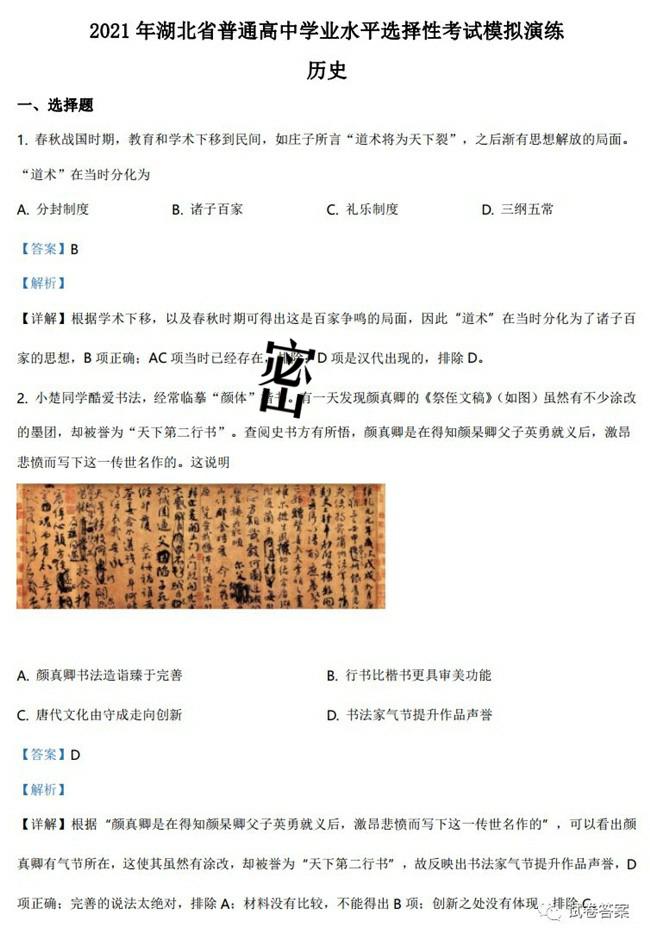 2021 年湖北省普通高中学业水平选择性考试模拟演练
历史
一、选择题
1. 春秋战国时期，教育和学术下移到民间，如庄子所言“道术将为天下裂”，之后渐有思想解放的局面。
“道术”在当时分化为
A. 分封制度 B. 诸子百家 C. 礼乐制度 D. 三纲五常
【答案】B
【解析】
【详解】根据学术下移，以及春秋时期可得出这是百家争鸣的局面，因此“道术”在当时分化为了诸子百
家的思想，B 项正确；AC 项当时已经存在，排除；D 项是汉代出现的，排除 D。
密
2. 小楚同学酷爱书法，经常临摹“颜体”楷书。有一天发现颜真卿的《祭侄文稿》（如图）虽然有不少涂改
的墨团，却被誉为“天下第二行书”。查阅史书方有所悟，颜真卿是在得知颜杲卿父子英勇就义后，激昂
悲愤而写下这一传世名作的。这说明
A. 颜真卿书法造诣臻于完善 B. 行书比楷书更具审美功能
C. 唐代文化由守成走向创新 D. 书法家气节提升作品声誉
【答案】D
【解析】
【详解】根据“颜真卿是在得知颜杲卿父子英勇就义后，激昂悲愤而写下这一传世名作的”，可以看出颜
真卿有气节所在，这使其虽然有涂改，却被誉为“天下第二行书”，故反映出书法家气节提升作品声誉，D
项正确；完善的说法太绝对，排除 A；材料没有比较，不能得出 B 项；创新之处没有体现，排除 C。
试卷答案